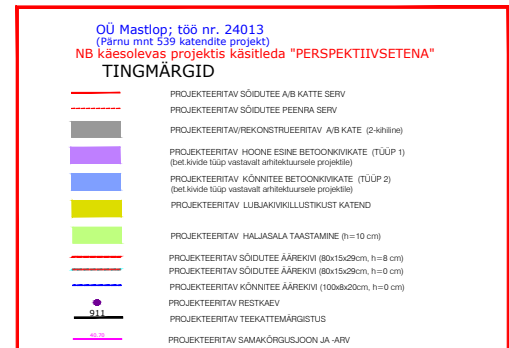 OÜ Mastlop; töö nr. 24013
(Pärnu mnt 539 katendite projekt)
NB käesolevas projektis käsitleda "PERSPEKTIIVSETENA"
TINGMÄRGID
PROJEKTEERITAV SÕIDUTEE A/B KATTE SERV
PROJEKTEERITAV SÕIDUTEE PEENRA SERV
PROJEKTEERITAV/REKONSTRUEERITAV A/B KATE (2-kihiline)
PROJEKTEERITAV HOONE ESINE BETOONKIVIKATE (TÜÜP 1)
(bet.kivide tüüp vastavalt arhitektuursele projektile)
PROJEKTEERITAV KÕNNITEE BETOONKIVIKATE (TÜÜP 2)
(bet.kivide tüüp vastavalt arhitektuursele projektile)
PROJEKTEERITAV LUBJAKIVIKILLUSTIKUST KATEND
PROJEKTEERITAV HALJASALA TAASTAMINE (h=10 cm)
PROJEKTEERITAV SÕIDUTEE ÄÄREKIVI (80x15x29cm, h=8 cm)
PROJEKTEERITAV SÕIDUTEE ÄÄREKIVI (80x15x29cm, h=0 cm)
PROJEKTEERITAV KÕNNITEE ÄÄREKIVI (100x8x20cm, h=0 cm)
PROJEKTEERITAV RESTKAEV
911 PROJEKTEERITAV TEEKATTEMÄRGISTUS
40.70 PROJEKTEERITAV SAMAKÕRGUSJOON JA -ARV